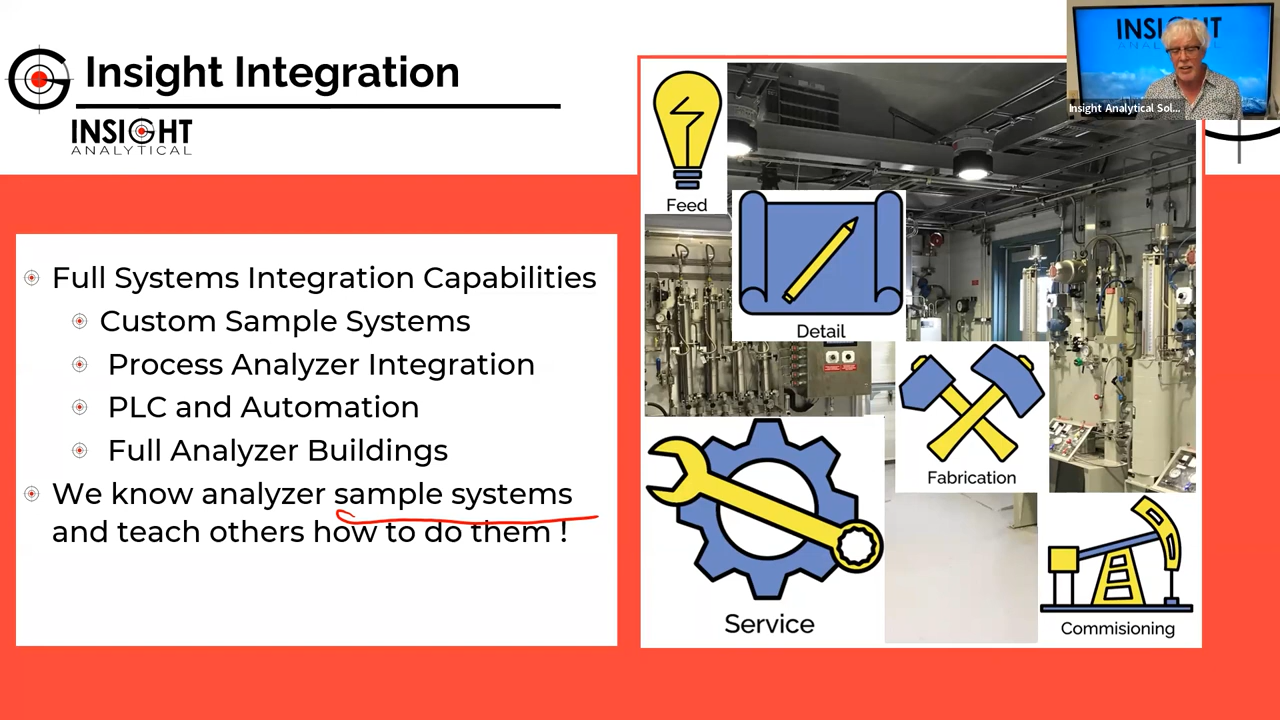 Insight Integration
INSIGHT
ANALYTICAL
Full Systems Integration Capabilities
Custom Sample Systems
Process Analyzer Integration
PLC and Automation
Full Analyzer Buildings
We know analyzer sample systems
and teach others how to do them !
Feed
Detail
Fabrication
Service
Commisioning
INSIGHT
ANALYTICAL
Insight Analytical Sol...